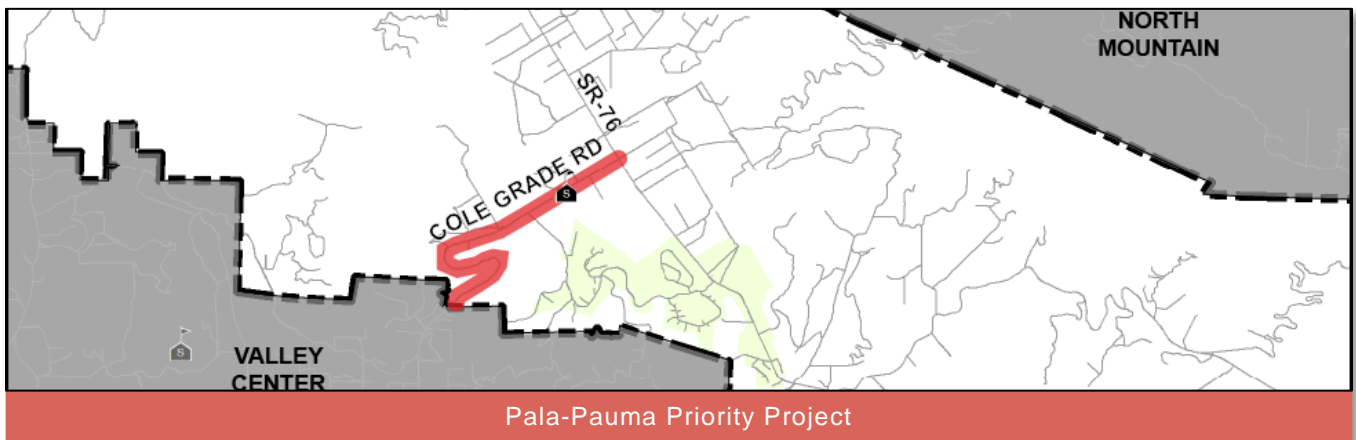 NORTH
MOUNTAIN
SR-76
COLE GRADE RD
S
S
VALLEY
CENTER
Pala-Pauma Priority Project